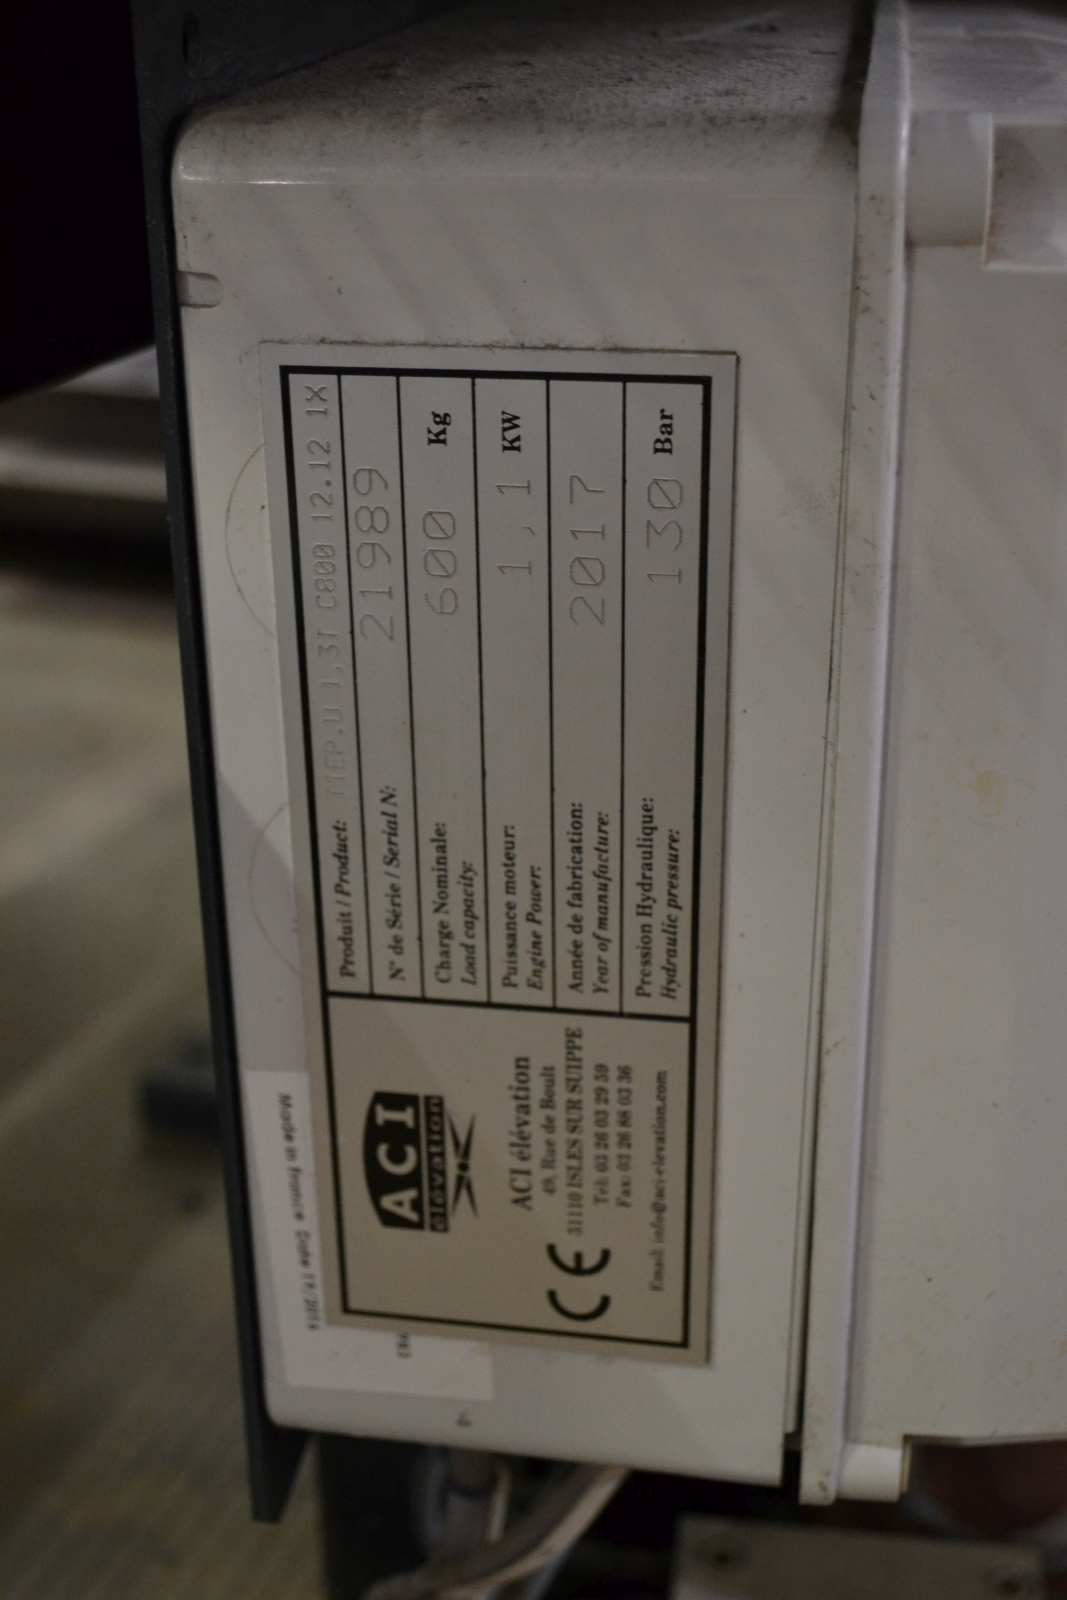 ACI
élévation
ACI élévation
49, Rue de Boult
51110 ISLES SUR SUIPPE
Tél: 03 26 03 29 59
Fax: 03 26 88 03 36
Email: info@aci-elevation.com
CE
Produit / Product: TTEP.U 1.3T C800 12.12 1X
N° de Série / Serial N: 21989
Charge Nominale: 600 Kg
Load capacity:
Puissance moteur: 1,1 KW
Engine Power:
Année de fabrication: 2017
Year of manufacture:
Pression Hydraulique: 130 Bar
Hydraulic pressure:
Made in france